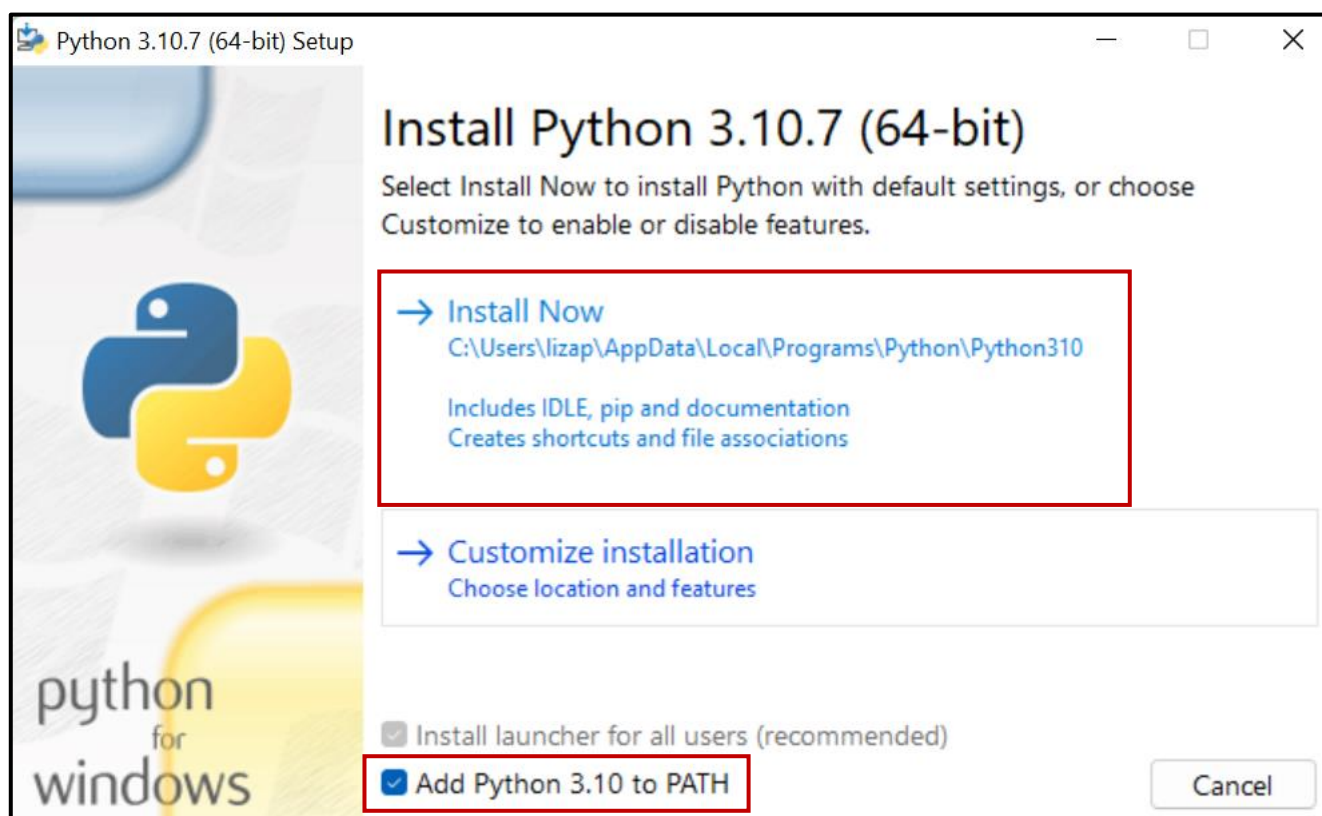 Python 3.10.7 (64-bit) Setup
Install Python 3.10.7 (64-bit)
Select Install Now to install Python with default settings, or choose
Customize to enable or disable features.
Install Now
C:\Users\lizap\AppData\Local\Programs\Python\Python310
Includes IDLE, pip and documentation
Creates shortcuts and file associations
Customize installation
Choose location and features
python
for
windows
Install launcher for all users (recommended)
Add Python 3.10 to PATH
Cancel